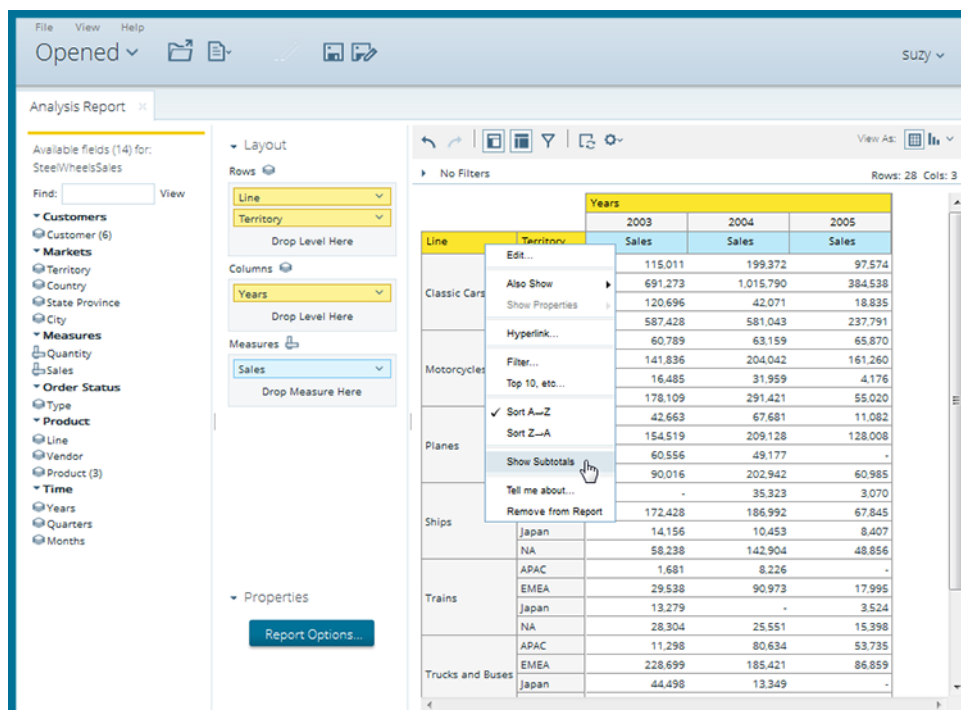 File View Help
Opened
suzy
Analysis Report ×
Available fields (14) for:
SteelWheelsSales
Find: View
Customers
Customer (6)
Markets
Territory
Country
State Province
City
Measures
Quantity
Sales
Order Status
Type
Product
Line
Vendor
Product (3)
Time
Years
Quarters
Months
Layout
Rows
Line
Territory
Drop Level Here
Columns
Years
Drop Level Here
Measures
Sales
Drop Measure Here
Properties
Report Options...
View As:
No Filters
Rows: 28 Cols: 3
Years
2003 2004 2005
Line Territory Sales Sales Sales
Classic Cars
115,011 199,372 97,574
691,273 1,015,790 384,538
120,696 42,071 18,835
587,428 581,043 237,791
Motorcycles
60,789 63,159 65,870
141,836 204,042 161,260
16,485 31,959 4,176
178,109 291,421 55,020
Planes
42,663 67,681 11,082
154,519 209,128 128,008
60,556 49,177 -
90,016 202,942 60,985
Ships
- 35,323 3,070
172,428 186,992 67,845
Japan 14,156 10,453 8,407
NA 58,238 142,904 48,856
Trains
APAC 1,681 8,226 -
EMEA 29,538 90,973 17,995
Japan 13,279 - 3,524
NA 28,304 25,551 15,398
Trucks and Buses
APAC 11,298 80,634 53,735
EMEA 228,699 185,421 86,859
Japan 44,498 13,349 -
Edit...
Also Show
Show Properties
Hyperlink...
Filter...
Top 10, etc...
✓ Sort A→Z
Sort Z→A
Show Subtotals
Tell me about...
Remove from Report